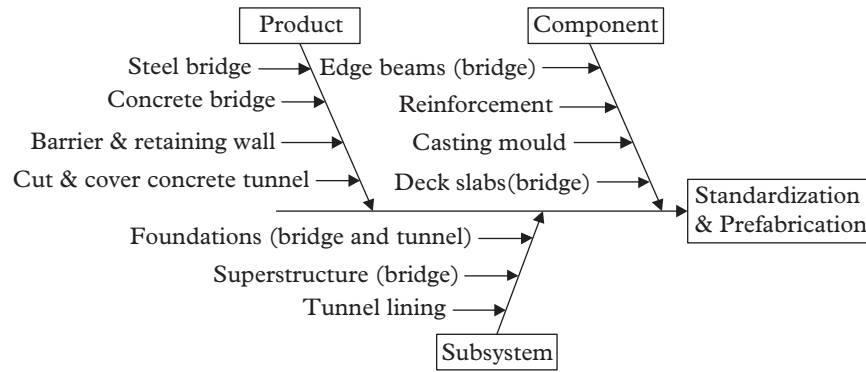 Product
Component
Steel bridge
Edge beams (bridge)
Concrete bridge
Reinforcement
Barrier & retaining wall
Casting mould
Cut & cover concrete tunnel
Deck slabs(bridge)
Standardization
& Prefabrication
Foundations (bridge and tunnel)
Superstructure (bridge)
Tunnel lining
Subsystem